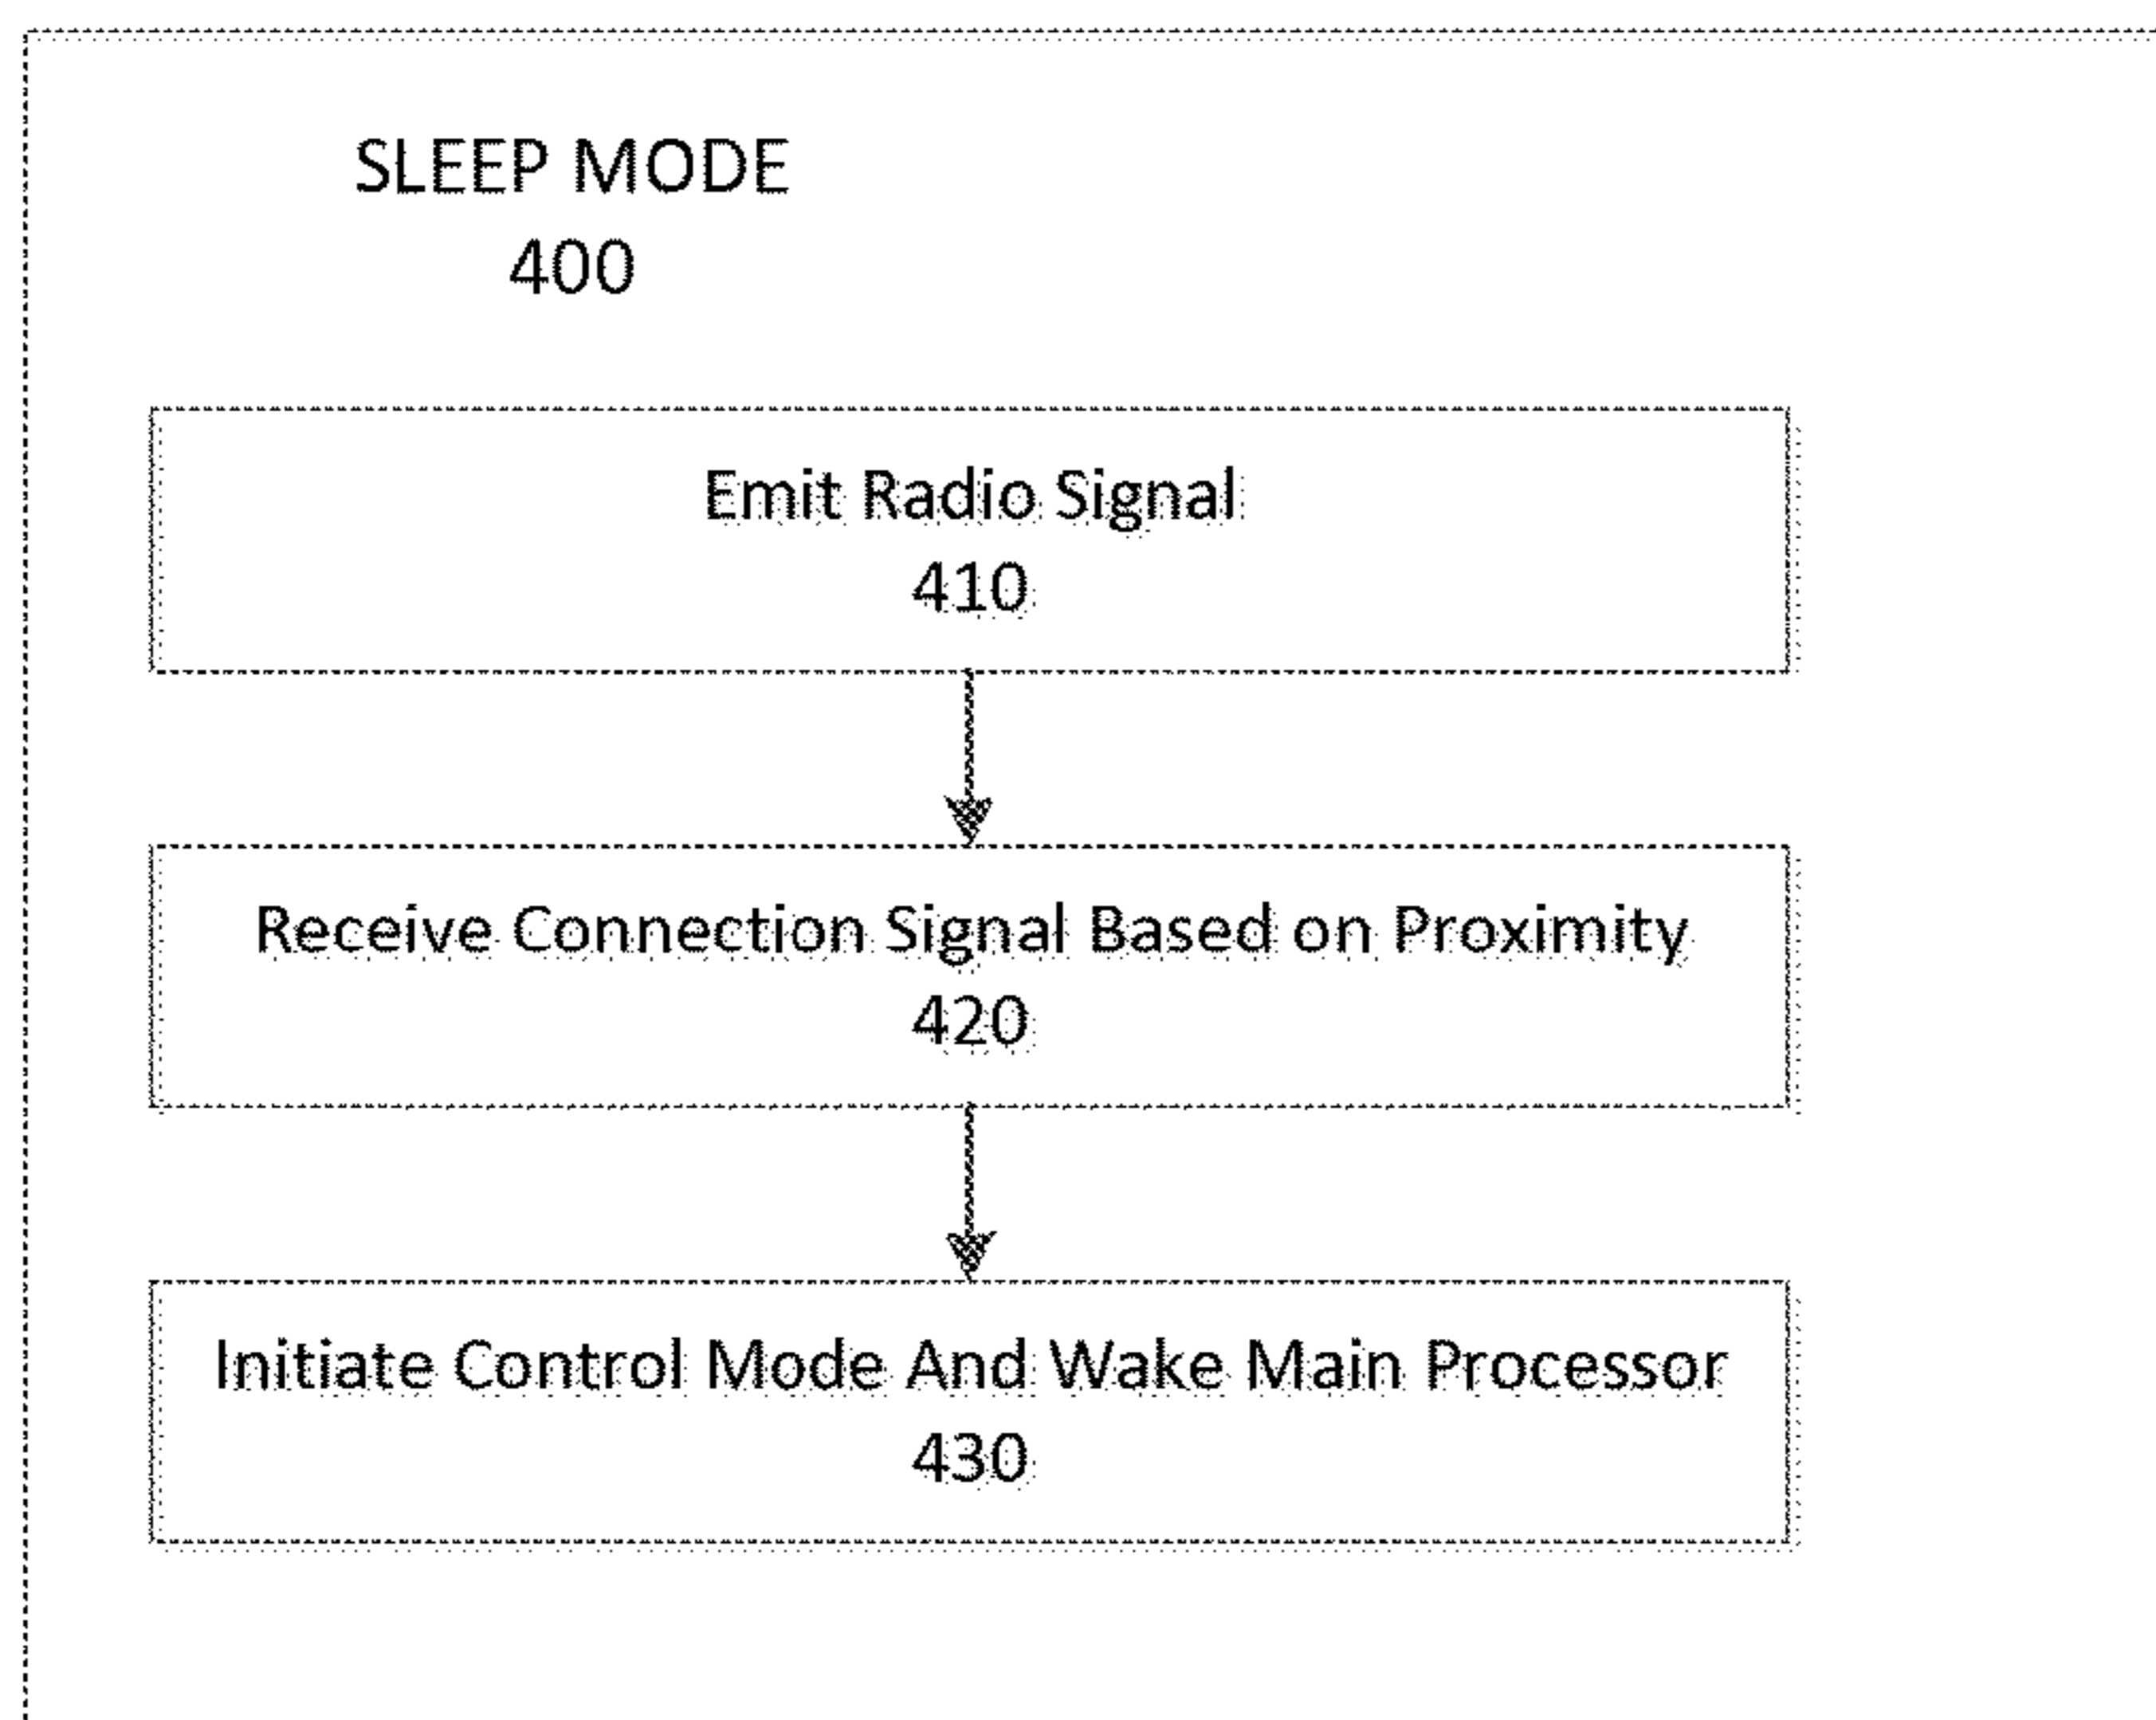 SLEEP MODE
400
Emit Radio Signal
410
Receive Connection Signal Based on Proximity
420
Initiate Control Mode And Wake Main Processor
430